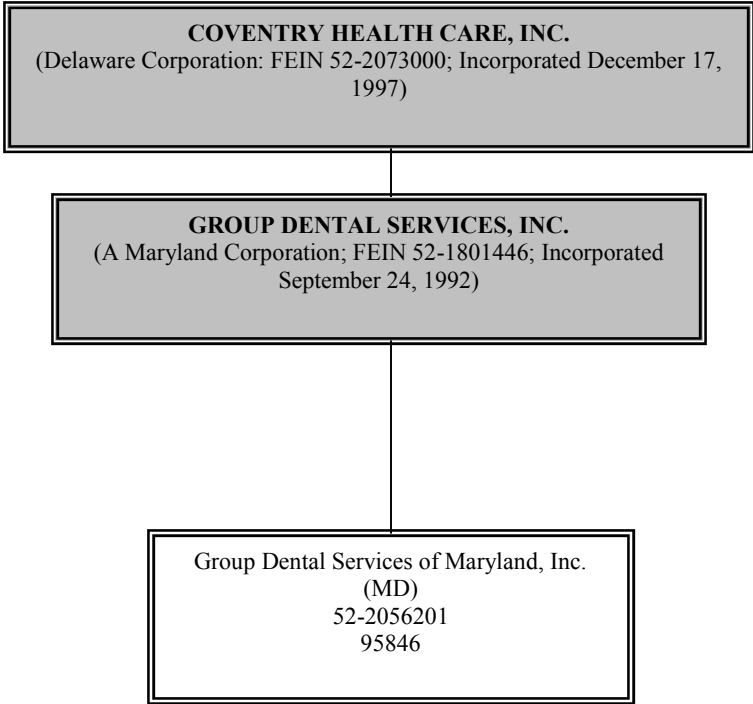 COVENTRY HEALTH CARE, INC.
(Delaware Corporation: FEIN 52-2073000; Incorporated December 17,
1997)
GROUP DENTAL SERVICES, INC.
(A Maryland Corporation; FEIN 52-1801446; Incorporated
September 24, 1992)
Group Dental Services of Maryland, Inc.
(MD)
52-2056201
95846